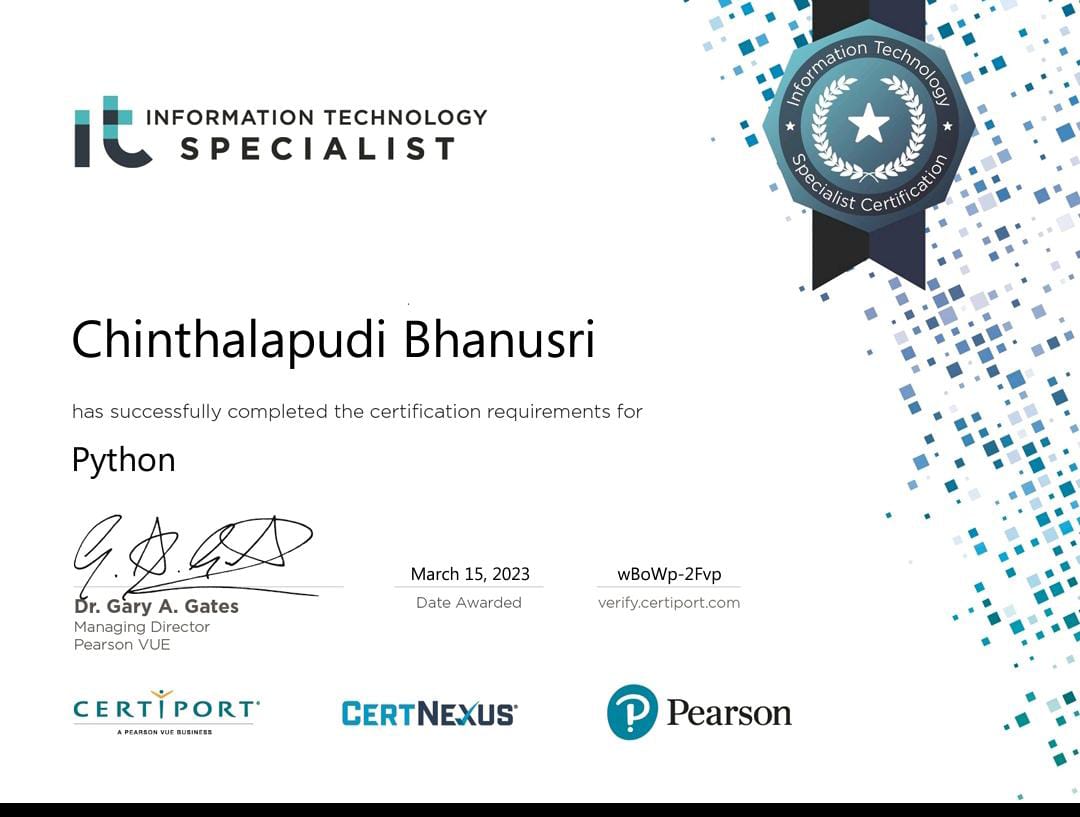 it INFORMATION TECHNOLOGY
SPECIALIST
Information Technology
Specialist Certification
Chinthalapudi Bhanusri
has successfully completed the certification requirements for
Python
Dr. Gary A. Gates
Managing Director
Pearson VUE
March 15, 2023
Date Awarded
wBoWp-2Fvp
verify.certiport.com
CERTIPORT
A PEARSON VUE BUSINESS
CERTNEXUS
P Pearson